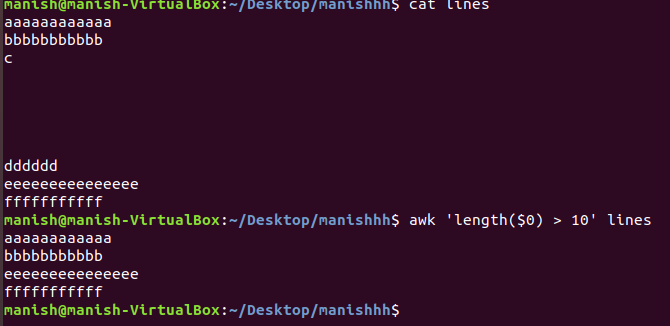 manish@manish-VirtualBox:~/Desktop/manishhh$ cat lines
aaaaaaaaaaaa
bbbbbbbbbbb
c
dddddd
eeeeeeeeeeeeeee
fffffffffff
manish@manish-VirtualBox:~/Desktop/manishhh$ awk 'length($0) > 10' lines
aaaaaaaaaaaa
bbbbbbbbbbb
eeeeeeeeeeeeeee
fffffffffff
manish@manish-VirtualBox:~/Desktop/manishhh$